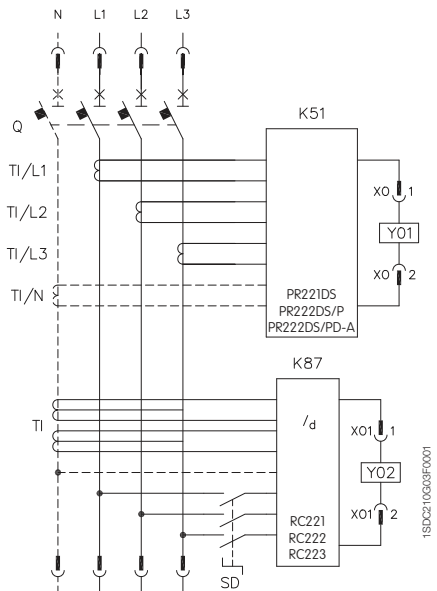 N L1 L2 L3
K51
Q
TI/L1
X0 1
TI/L2
Y01
TI/L3
X0 2
TI/N
PR221DS
PR222DS/P
PR222DS/PD-A
K87
TI
/d
X01 1
Y02
X01 2
RC221
RC222
RC223
SD
1SDC210G03F0001